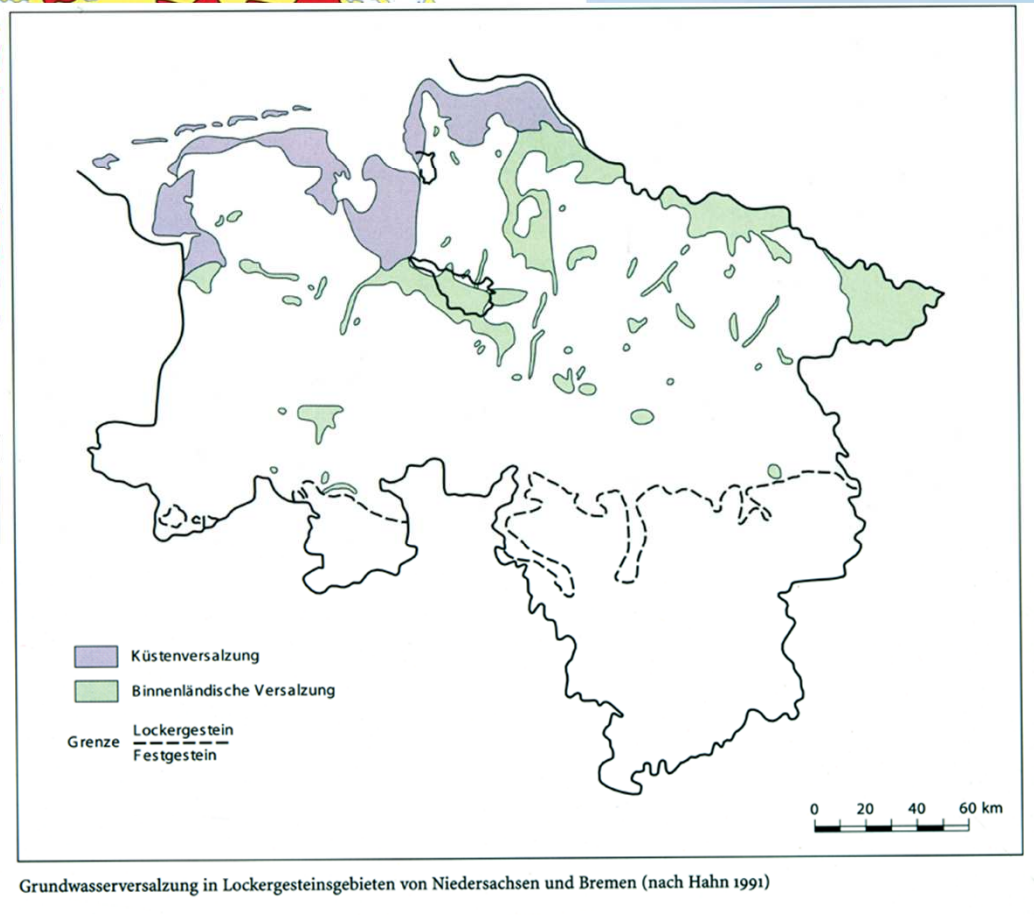 Küstenversalzung
Binnenländische Versalzung
Grenze
Lockergestein
Festgestein
0 20 40 60 km
Grundwasserversalzung in Lockergesteinsgebieten von Niedersachsen und Bremen (nach Hahn 1991)